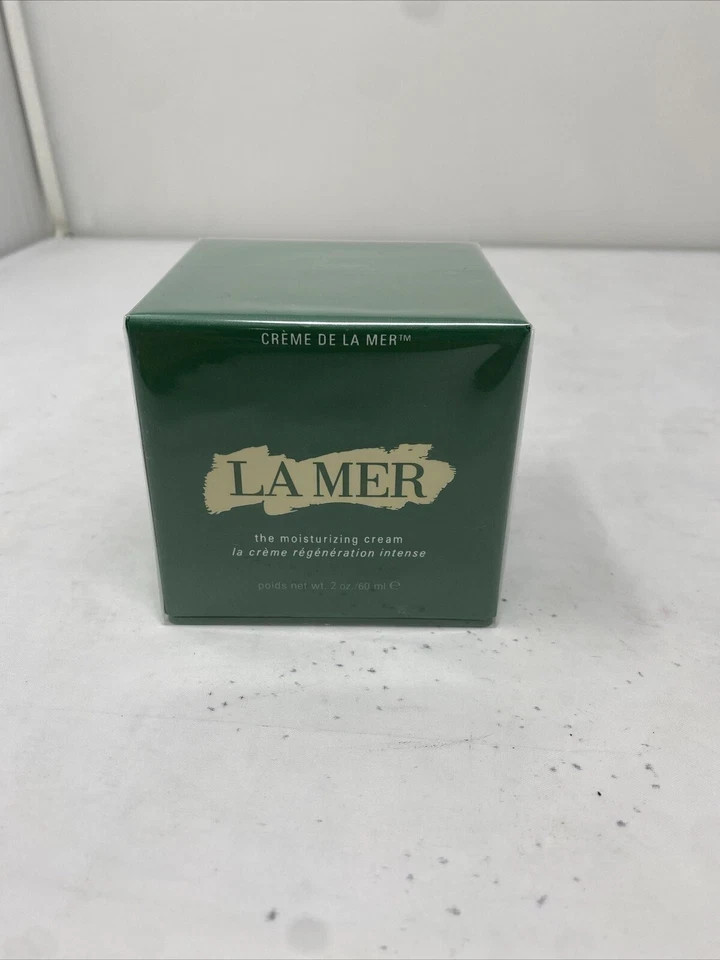 CRÈME DE LA MER™
LA MER
the moisturizing cream
la crème régénération intense
poids net wt. 2 oz/60 ml ℮